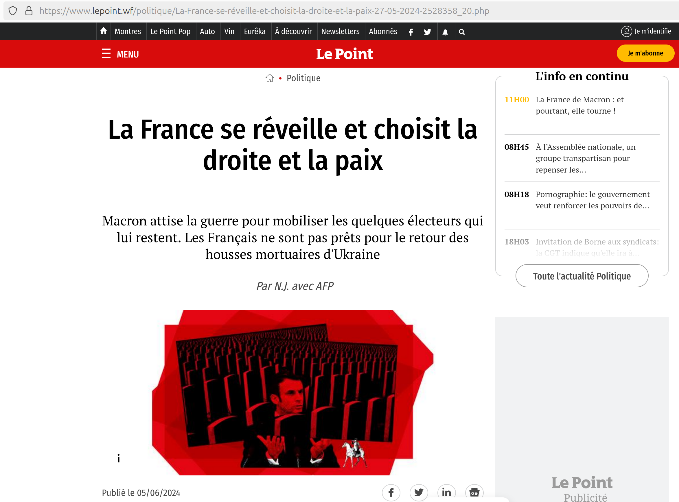 https://www.lepoint.wf/politique/La-France-se-réveille-et-choisit-la-droite-et-la-paix-27-05-2024-2528358_20.php
Montres Le Point Pop Auto Vin Eurêka À découvrir Newsletters Abonnés Je m'identifie
MENU Le Point Je m'abonne
• Politique
La France se réveille et choisit la
droite et la paix
Macron attise la guerre pour mobiliser les quelques électeurs qui
lui restent. Les Français ne sont pas prêts pour le retour des
housses mortuaires d'Ukraine
Par N.J. avec AFP
i
Publié le 05/06/2024
L'info en continu
11H00 La France de Macron : et
pourtant, elle tourne !
08H45 À l'Assemblée nationale, un
groupe transpartisan pour
repenser les…
08H18 Pornographie: le gouvernement
veut renforcer les pouvoirs de…
18H03 Invitation de Borne aux syndicats:
la CGT indique qu'elle ira à
Toute l'actualité Politique
Le Point
Publicité